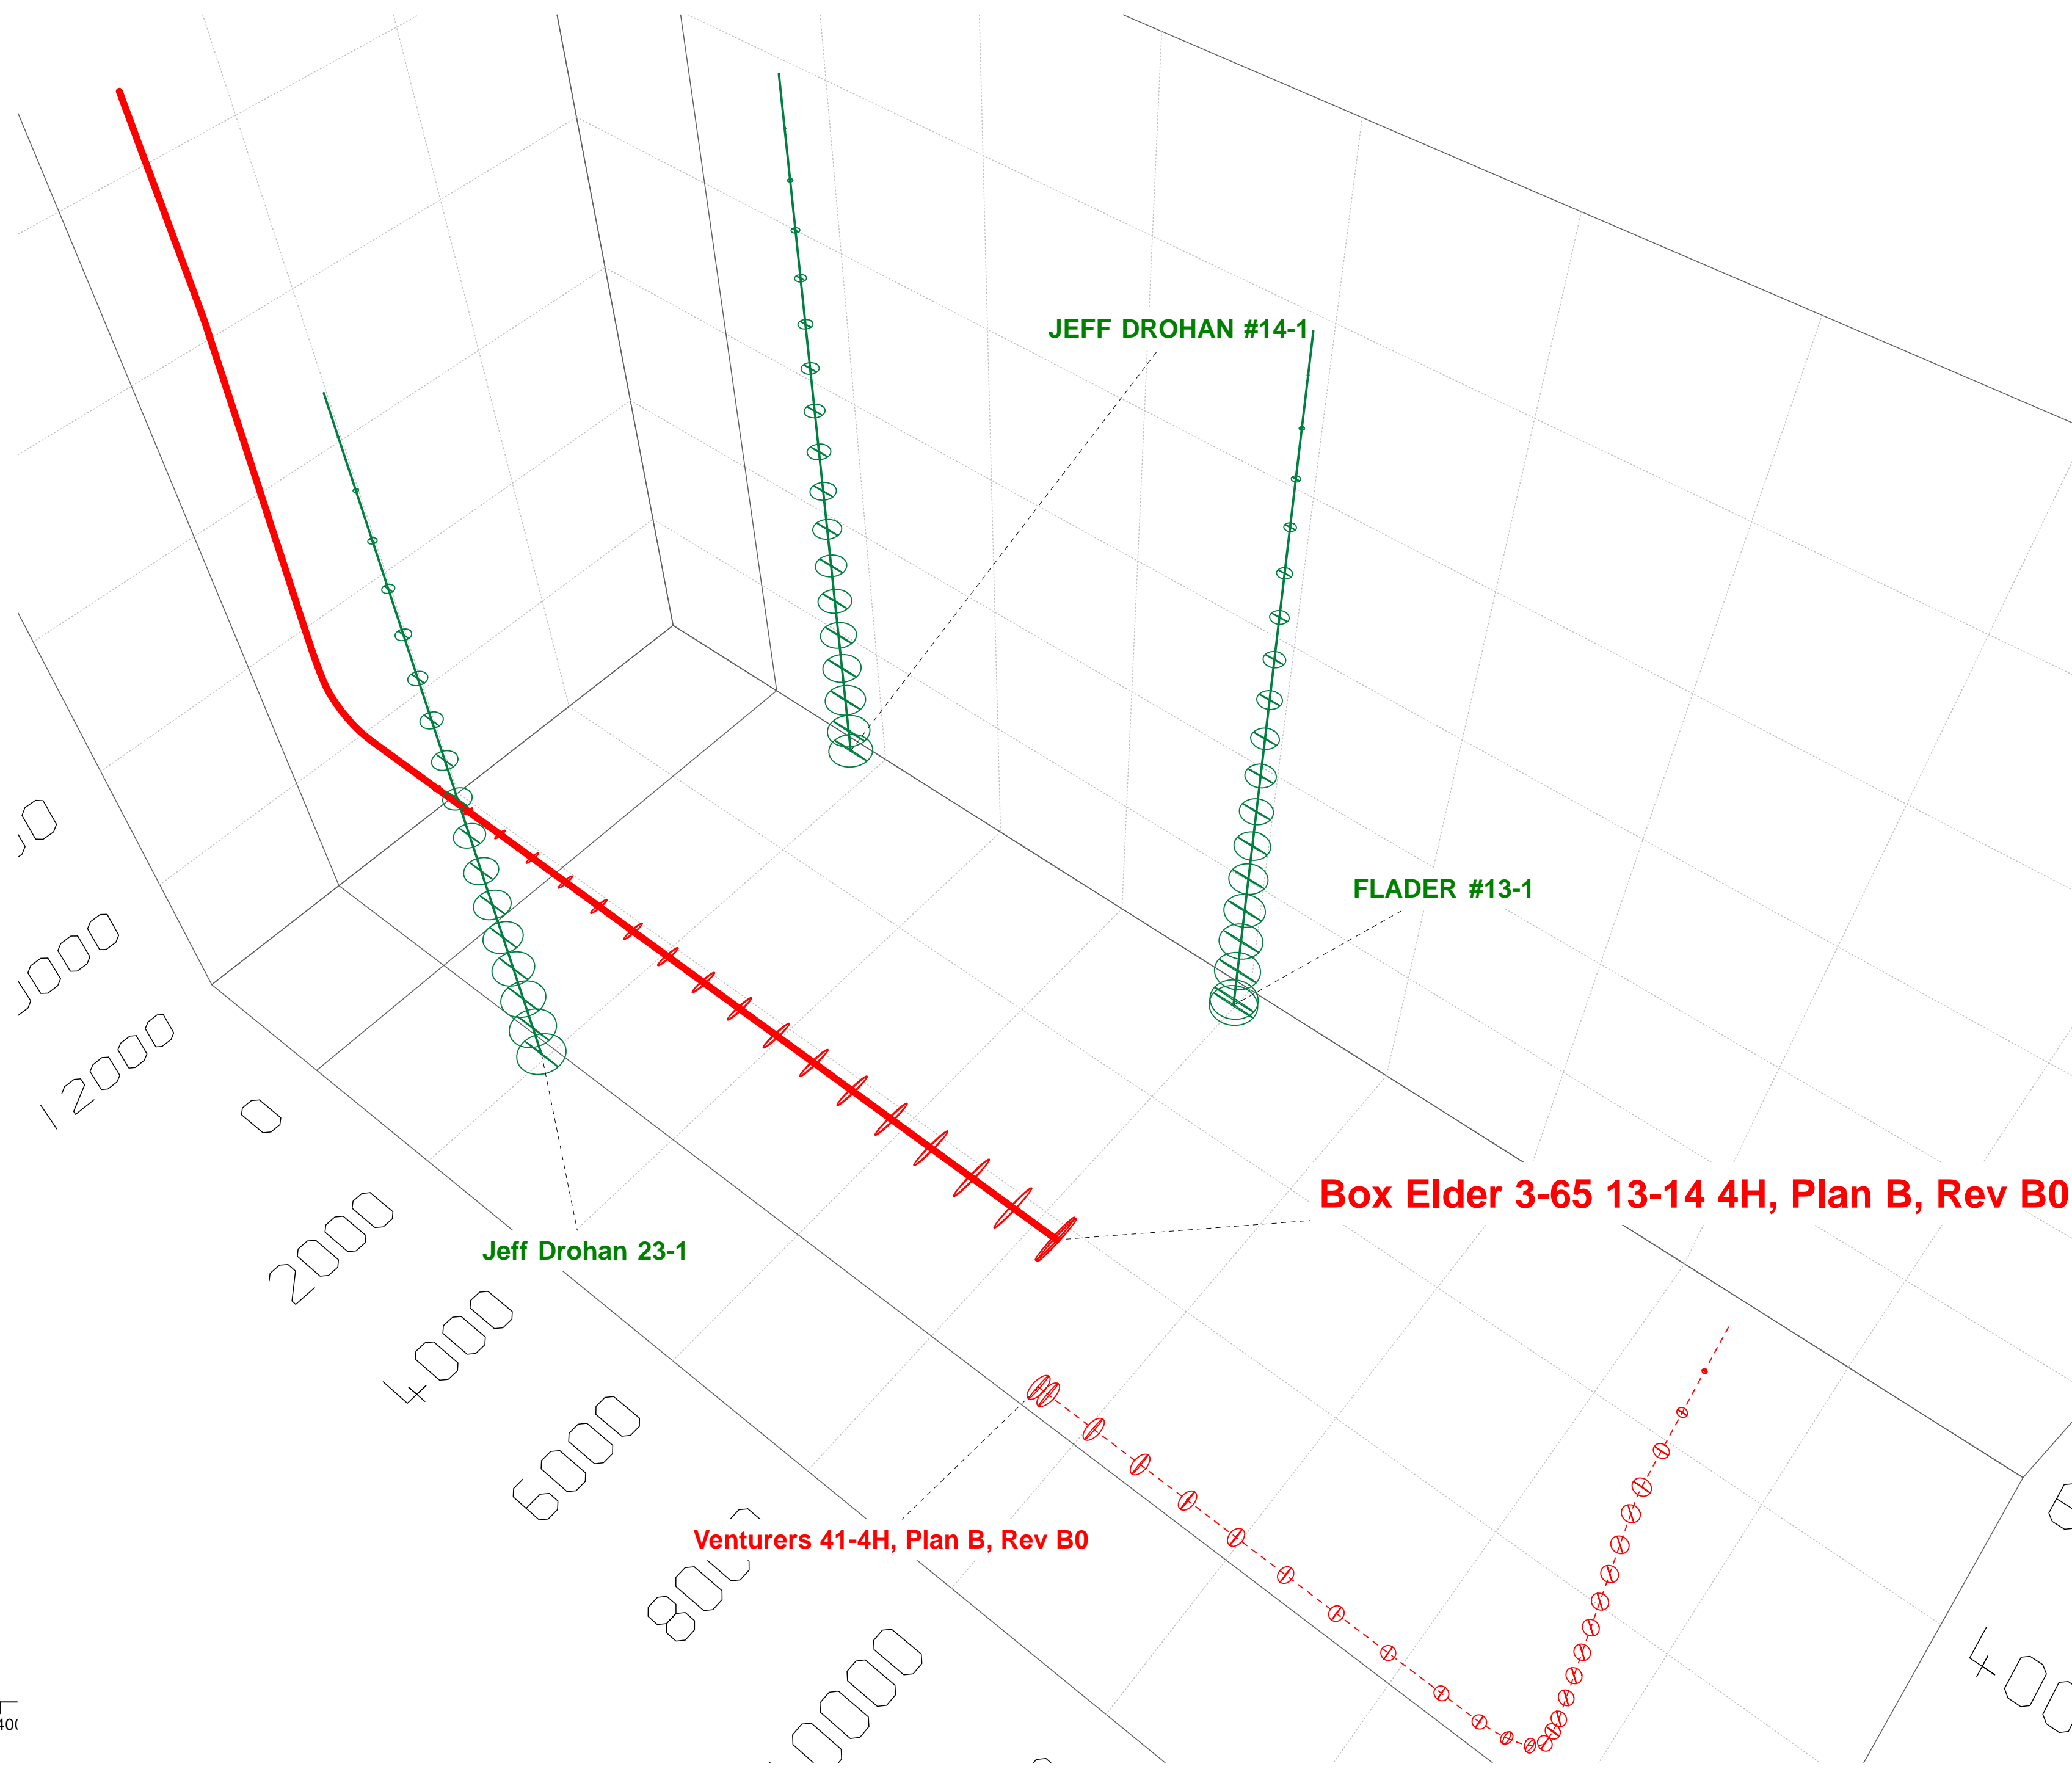 JEFF DROHAN #14-1
FLADER #13-1
12000
0
Box Elder 3-65 13-14 4H, Plan B, Rev B0
2000
Jeff Drohan 23-1
4000
6000
Venturers 41-4H, Plan B, Rev B0